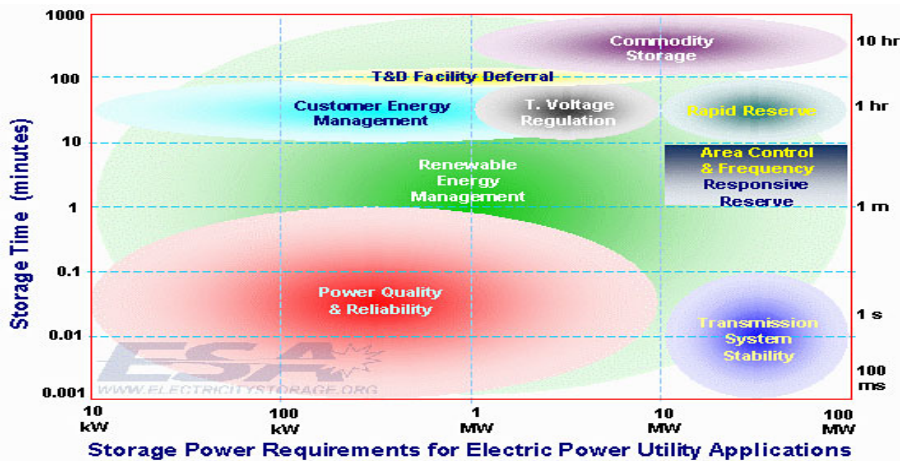 1000
100
10
1
0.1
0.01
0.001
Storage Time (minutes)
Commodity
Storage
T&D Facility Deferral
Customer Energy
Management
T. Voltage
Regulation
Rapid Reserve
Renewable
Energy
Management
Area Control
& Frequency
Responsive
Reserve
Power Quality
& Reliability
Transmission
System
Stability
ESA
WWW.ELECTRICITYSTORAGE.ORG
10 hr
1 hr
1 m
1 s
100
ms
10
kW
100
kW
1
MW
10
MW
100
MW
Storage Power Requirements for Electric Power Utility Applications